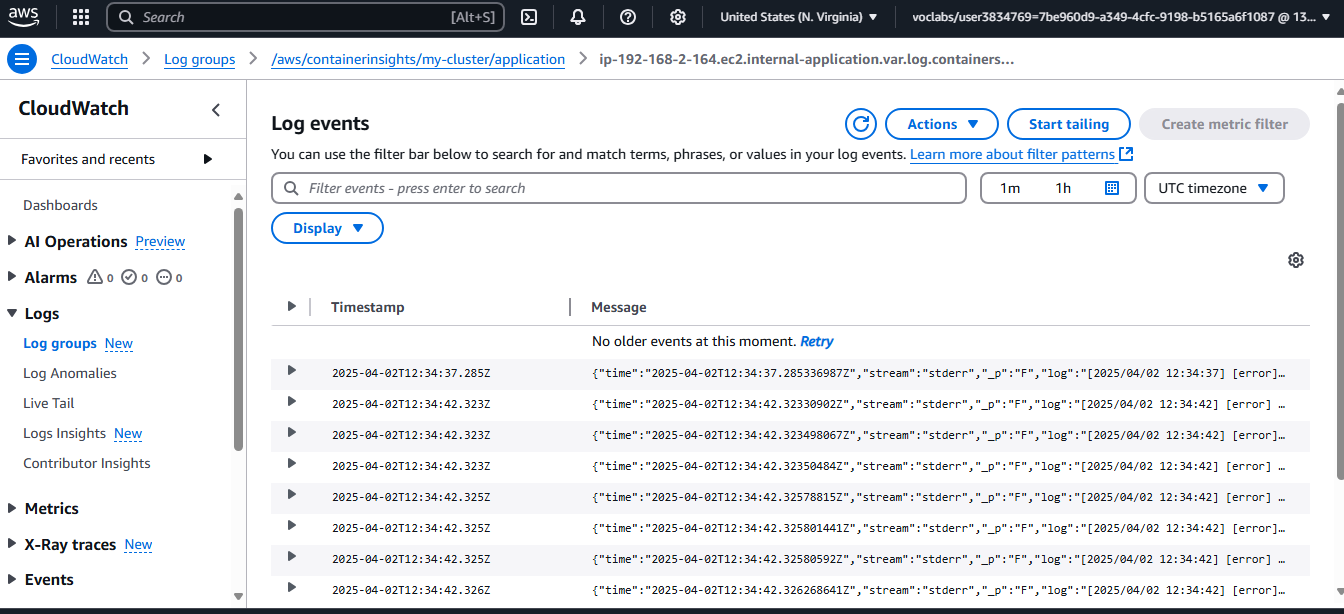 aws
Search [Alt+S] United States (N. Virginia) voclabs/user3834769=7be960d9-a349-4cfc-9198-b5165a6f1087 @ 13...
CloudWatch Log groups /aws/containerinsights/my-cluster/application ip-192-168-2-164.ec2.internal-application.var.log.containers...
CloudWatch
Favorites and recents
Dashboards
AI Operations Preview
Alarms 0 0 0
Logs
Log groups New
Log Anomalies
Live Tail
Logs Insights New
Contributor Insights
Metrics
X-Ray traces New
Events
Log events
Actions Start tailing Create metric filter
You can use the filter bar below to search for and match terms, phrases, or values in your log events. Learn more about filter patterns
Filter events - press enter to search 1m 1h UTC timezone
Display
Timestamp Message
No older events at this moment. Retry
2025-04-02T12:34:37.285Z {"time":"2025-04-02T12:34:37.285336987Z","stream":"stderr","_p":"F","log":"[2025/04/02 12:34:37] [error]…
2025-04-02T12:34:42.323Z {"time":"2025-04-02T12:34:42.32330902Z","stream":"stderr","_p":"F","log":"[2025/04/02 12:34:42] [error] …
2025-04-02T12:34:42.323Z {"time":"2025-04-02T12:34:42.323498067Z","stream":"stderr","_p":"F","log":"[2025/04/02 12:34:42] [error]…
2025-04-02T12:34:42.323Z {"time":"2025-04-02T12:34:42.32350484Z","stream":"stderr","_p":"F","log":"[2025/04/02 12:34:42] [error] …
2025-04-02T12:34:42.325Z {"time":"2025-04-02T12:34:42.32578815Z","stream":"stderr","_p":"F","log":"[2025/04/02 12:34:42] [error] …
2025-04-02T12:34:42.325Z {"time":"2025-04-02T12:34:42.325801441Z","stream":"stderr","_p":"F","log":"[2025/04/02 12:34:42] [error]…
2025-04-02T12:34:42.325Z {"time":"2025-04-02T12:34:42.32580592Z","stream":"stderr","_p":"F","log":"[2025/04/02 12:34:42] [error] …
2025-04-02T12:34:42.326Z {"time":"2025-04-02T12:34:42.326268641Z","stream":"stderr","_p":"F","log":"[2025/04/02 12:34:42] [error]…